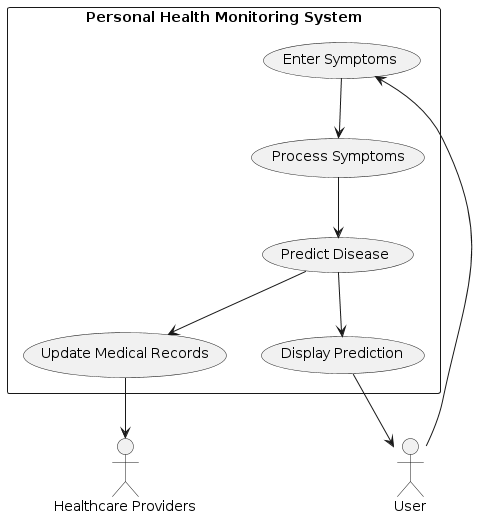 Personal Health Monitoring System
Enter Symptoms
Process Symptoms
Predict Disease
Update Medical Records
Display Prediction
Healthcare Providers
User